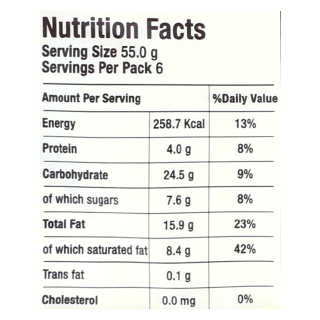 Nutrition Facts
Serving Size 55.0 g
Servings Per Pack 6
Amount Per Serving %Daily Value
Energy 258.7 Kcal 13%
Protein 4.0 g 8%
Carbohydrate 24.5 g 9%
of which sugars 7.6 g 8%
Total Fat 15.9 g 23%
of which saturated fat 8.4 g 42%
Trans fat 0.1 g
Cholesterol 0.0 mg 0%